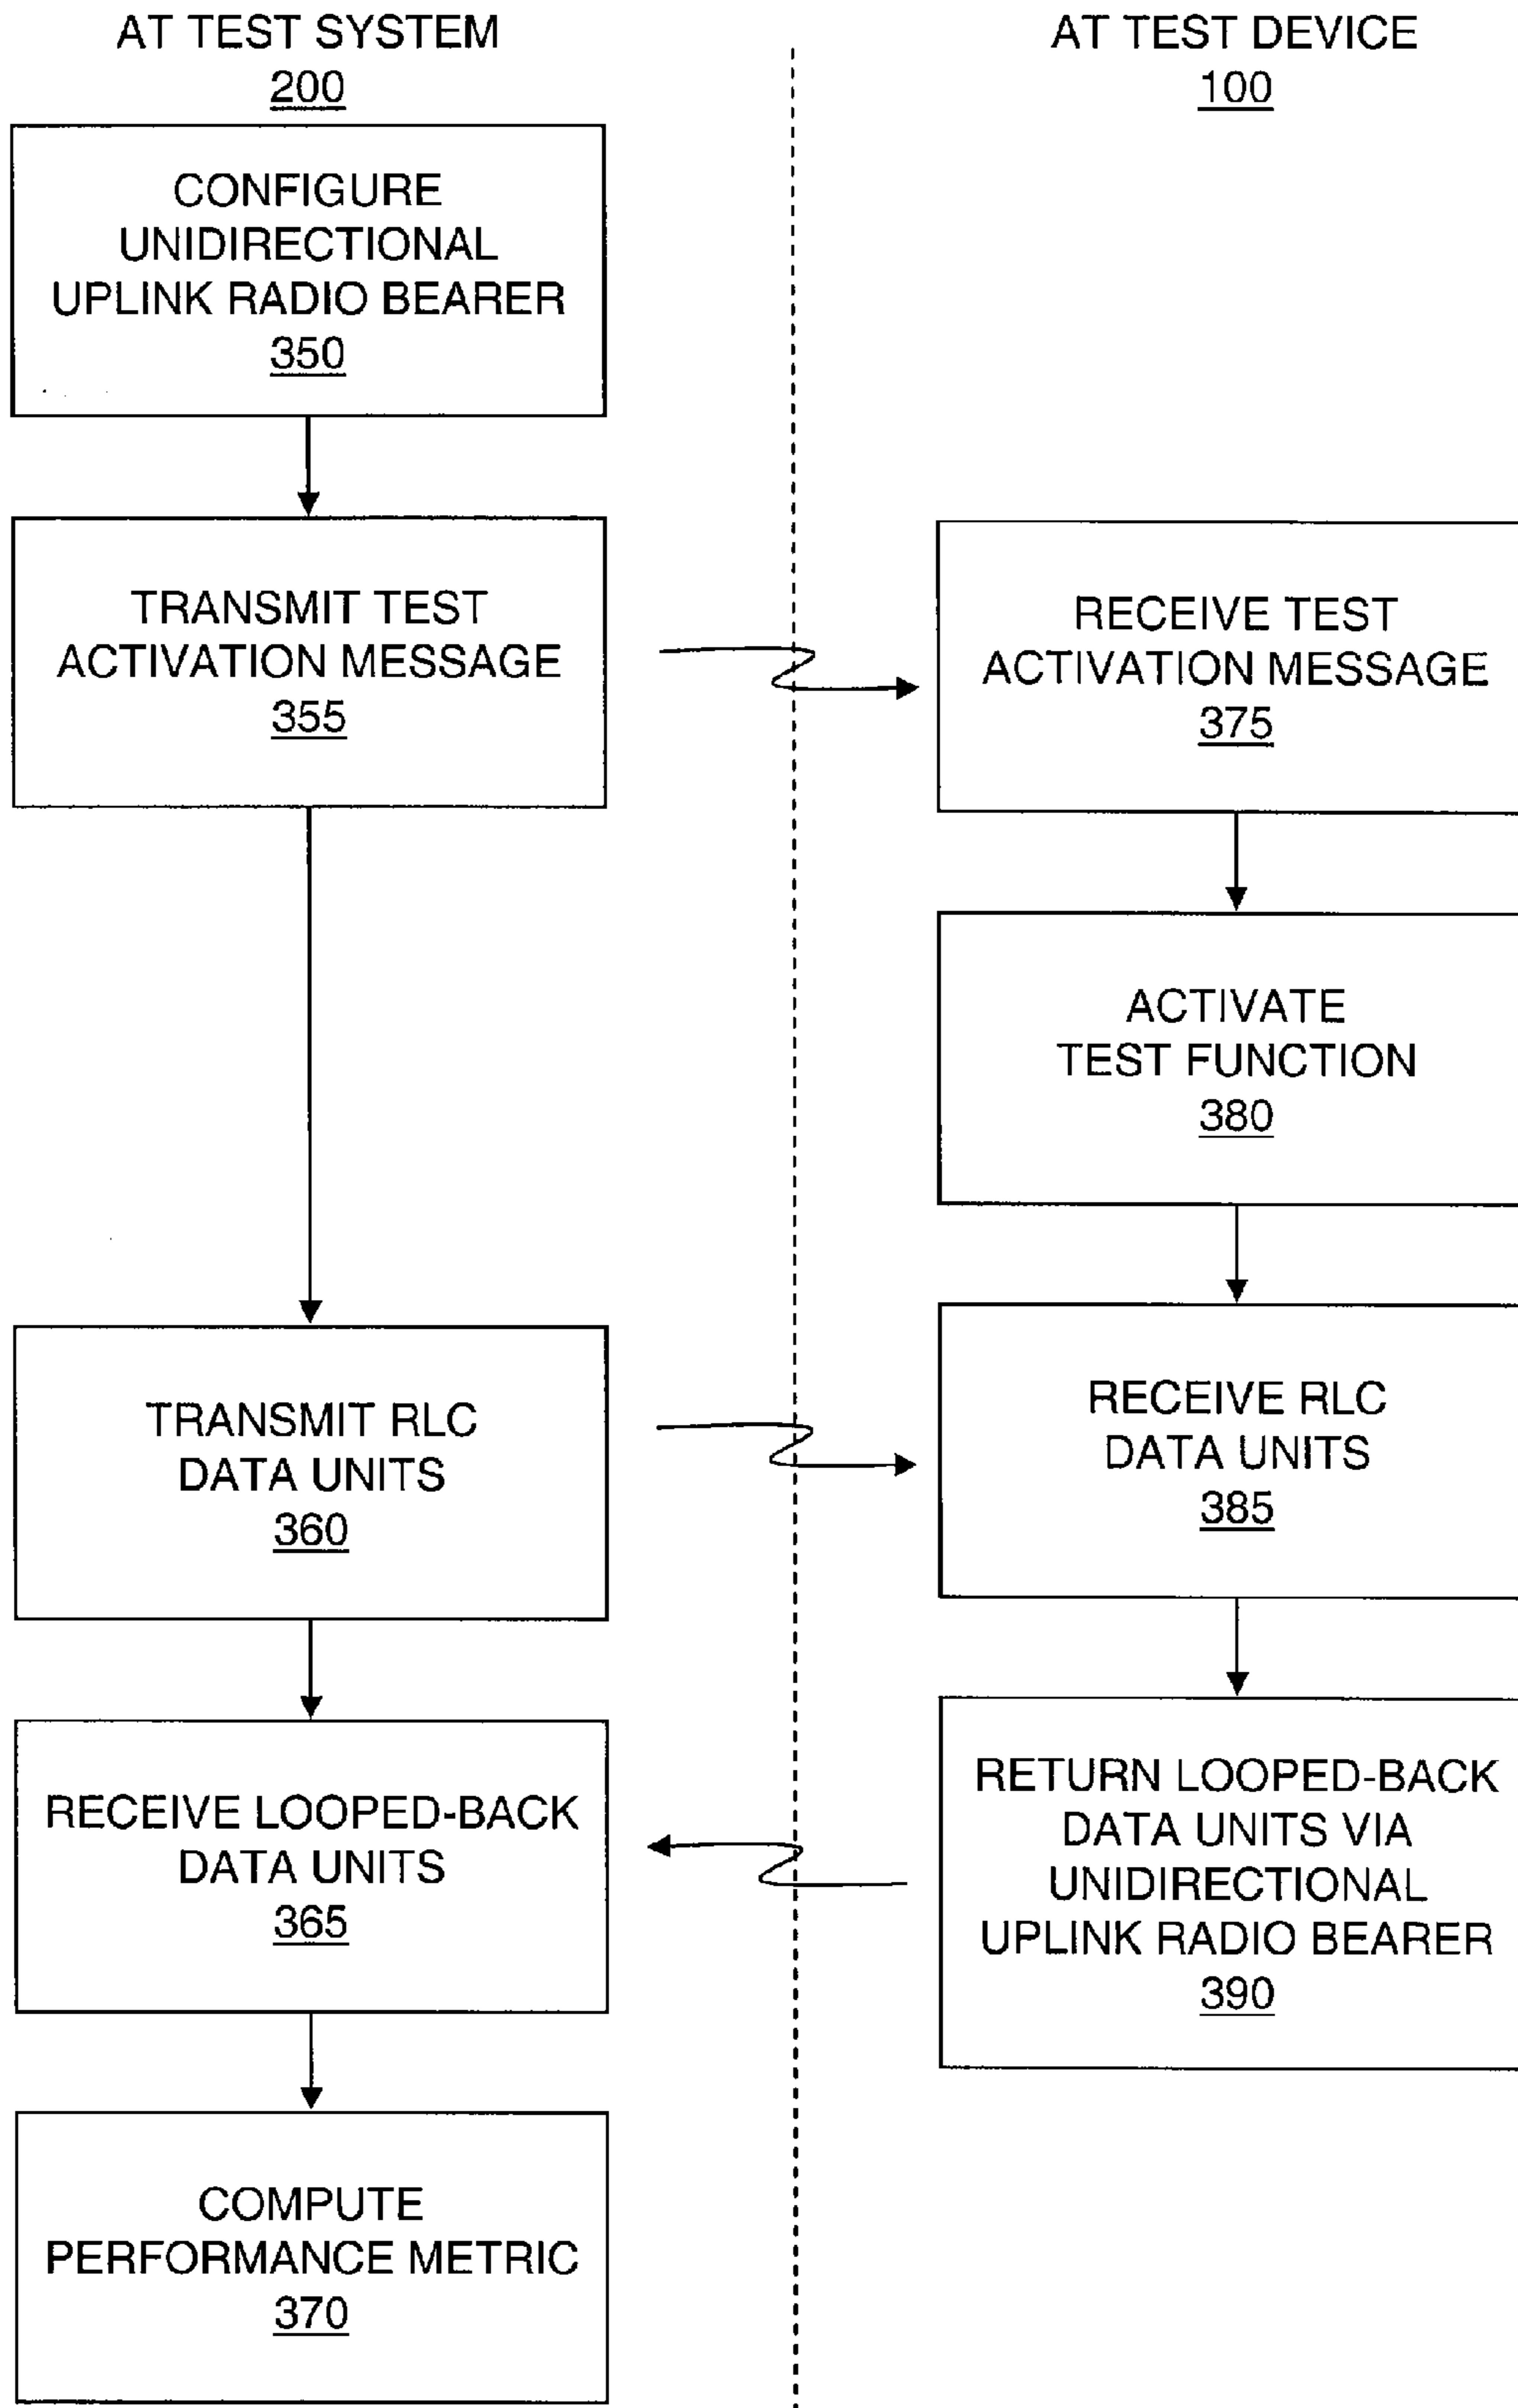 AT TEST SYSTEM
200
CONFIGURE
UNIDIRECTIONAL
UPLINK RADIO BEARER
350
TRANSMIT TEST
ACTIVATION MESSAGE
355
TRANSMIT RLC
DATA UNITS
360
RECEIVE LOOPED-BACK
DATA UNITS
365
COMPUTE
PERFORMANCE METRIC
370
AT TEST DEVICE
100
RECEIVE TEST
ACTIVATION MESSAGE
375
ACTIVATE
TEST FUNCTION
380
RECEIVE RLC
DATA UNITS
385
RETURN LOOPED-BACK
DATA UNITS VIA
UNIDIRECTIONAL
UPLINK RADIO BEARER
390